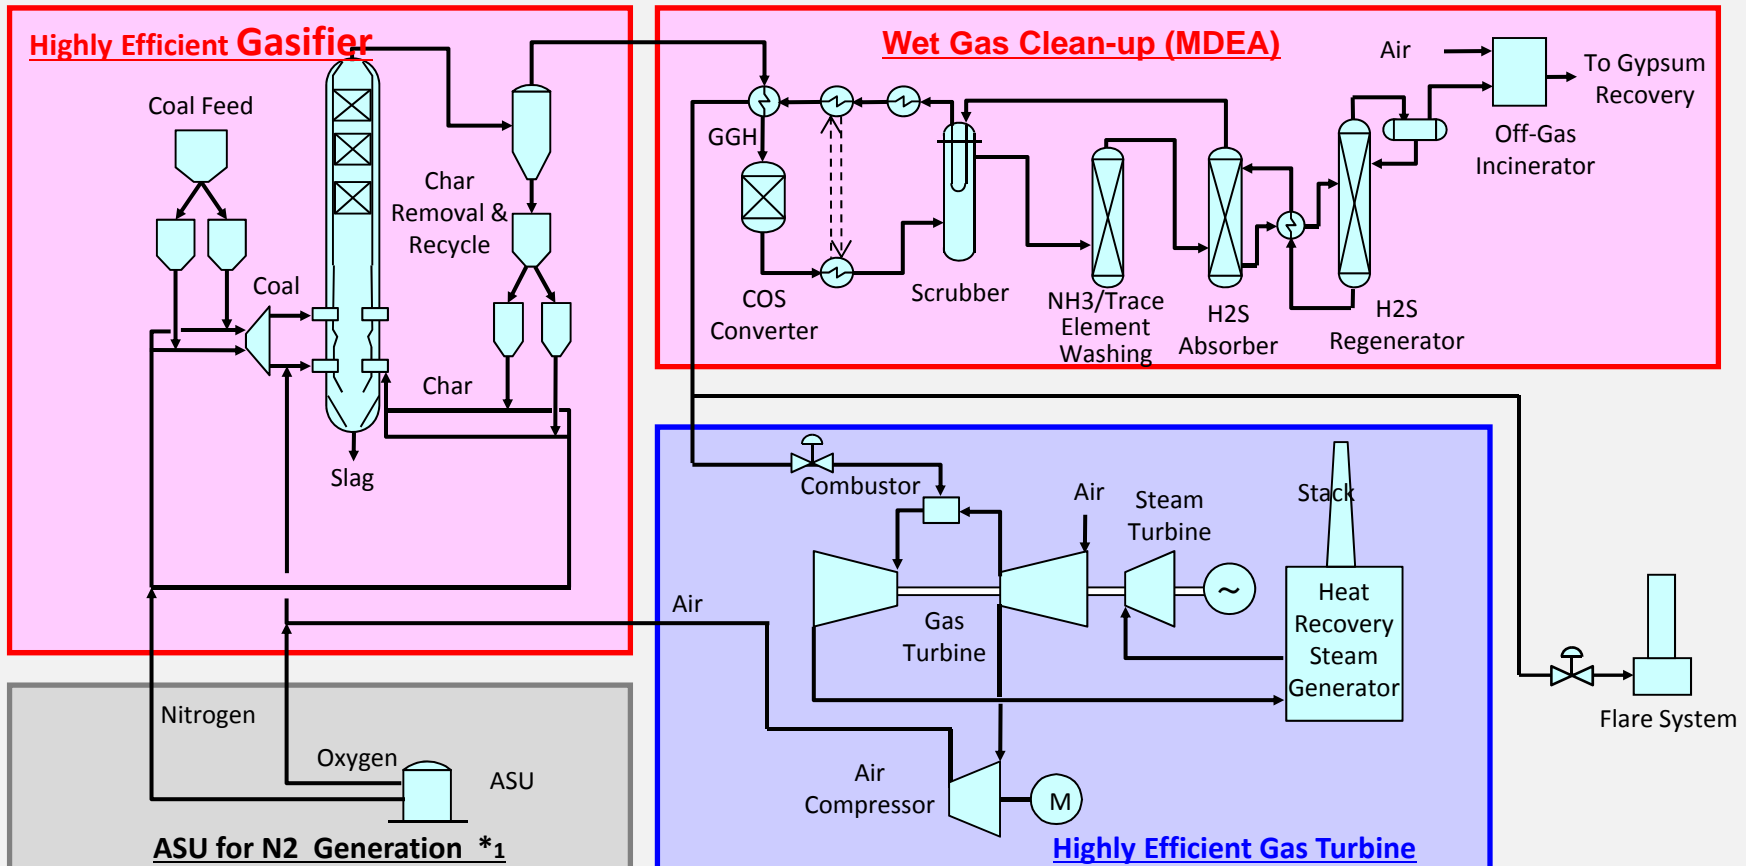 Highly Efficient Gasifier
Coal Feed
Char
Removal &
Recycle
Coal
Char
Slag
Wet Gas Clean-up (MDEA)
Air
To Gypsum
Recovery
Off-Gas
Incinerator
GGH
COS
Converter
Scrubber
NH3/Trace
Element
Washing
H2S
Absorber
H2S
Regenerator
Combustor
Air
Steam
Turbine
Stack
~
Heat
Recovery
Steam
Generator
Gas
Turbine
Air
Air
Compressor
M
Highly Efficient Gas Turbine
Flare System
Nitrogen
Oxygen
ASU
ASU for N2 Generation *1